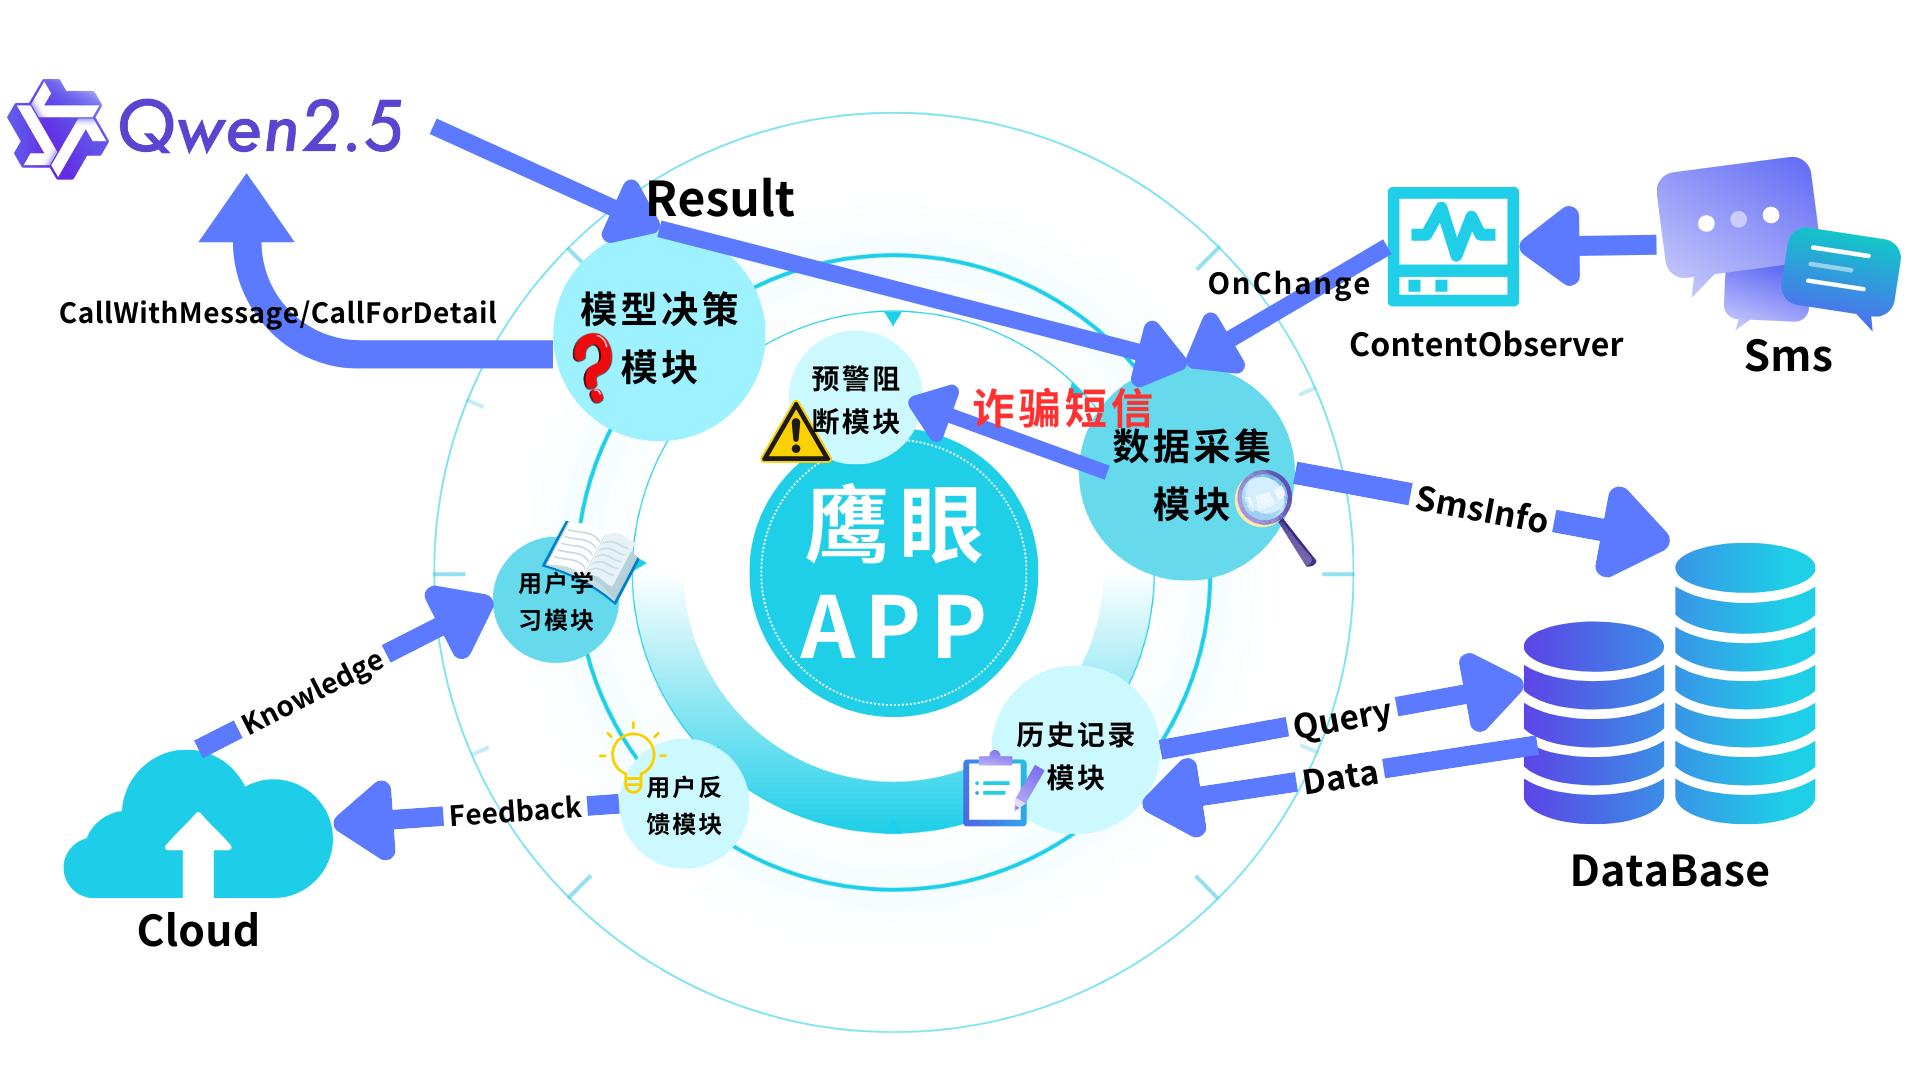 Qwen2.5
Result
CallWithMessage/CallForDetail
模型决策
模块
OnChange
ContentObserver
Sms
预警阻
断模块
诈骗短信
数据采集
模块
SmsInfo
鹰眼
APP
用户学
习模块
Knowledge
历史记录
模块
Query
Data
用户反
馈模块
Feedback
DataBase
Cloud